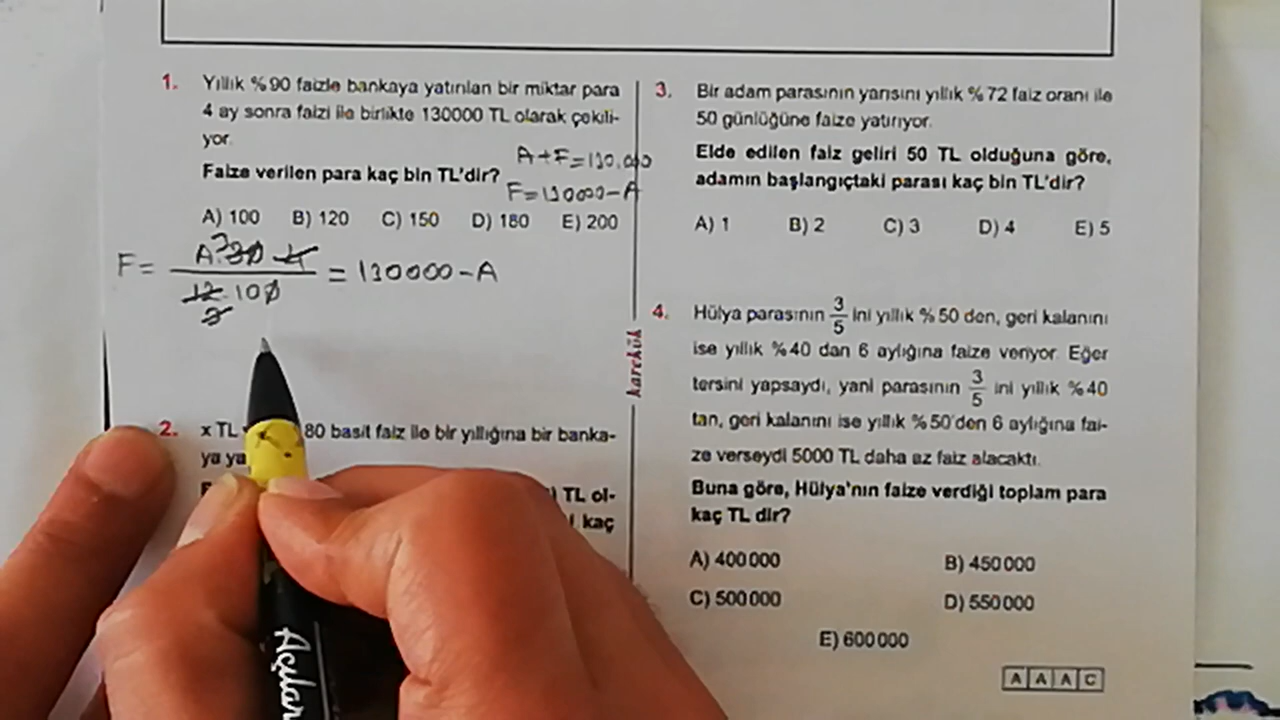 1. Yıllık %90 faizle bankaya yatırılan bir miktar para
4 ay sonra faizi ile birlikte 130000 TL olarak çekili-
yor.
A+F=130.000
Faize verilen para kaç bin TL'dir?
F=130000-A
A) 100 B) 120 C) 150 D) 180 E) 200
F= A.90.4 / 12.100 = 130000-A
3
3
2. x TL 80 basit faiz ile bir yıllığına bir banka-
ya ya
TL ol-
kaç
karekök
3. Bir adam parasının yarısını yıllık %72 faiz oranı ile
50 günlüğüne faize yatırıyor.
Elde edilen faiz geliri 50 TL olduğuna göre,
adamın başlangıçtaki parası kaç bin TL'dir?
A) 1 B) 2 C) 3 D) 4 E) 5
4. Hülya parasının 3/5 ini yıllık %50 den, geri kalanını
ise yıllık %40 dan 6 aylığına faize veriyor. Eğer
tersini yapsaydı, yani parasının 3/5 ini yıllık %40
tan, geri kalanını ise yıllık %50'den 6 aylığına fai-
ze verseydi 5000 TL daha az faiz alacaktı.
Buna göre, Hülya'nın faize verdiği toplam para
kaç TL dir?
A) 400000 B) 450000
C) 500000 D) 550000
E) 600000
A A A C
Açılan